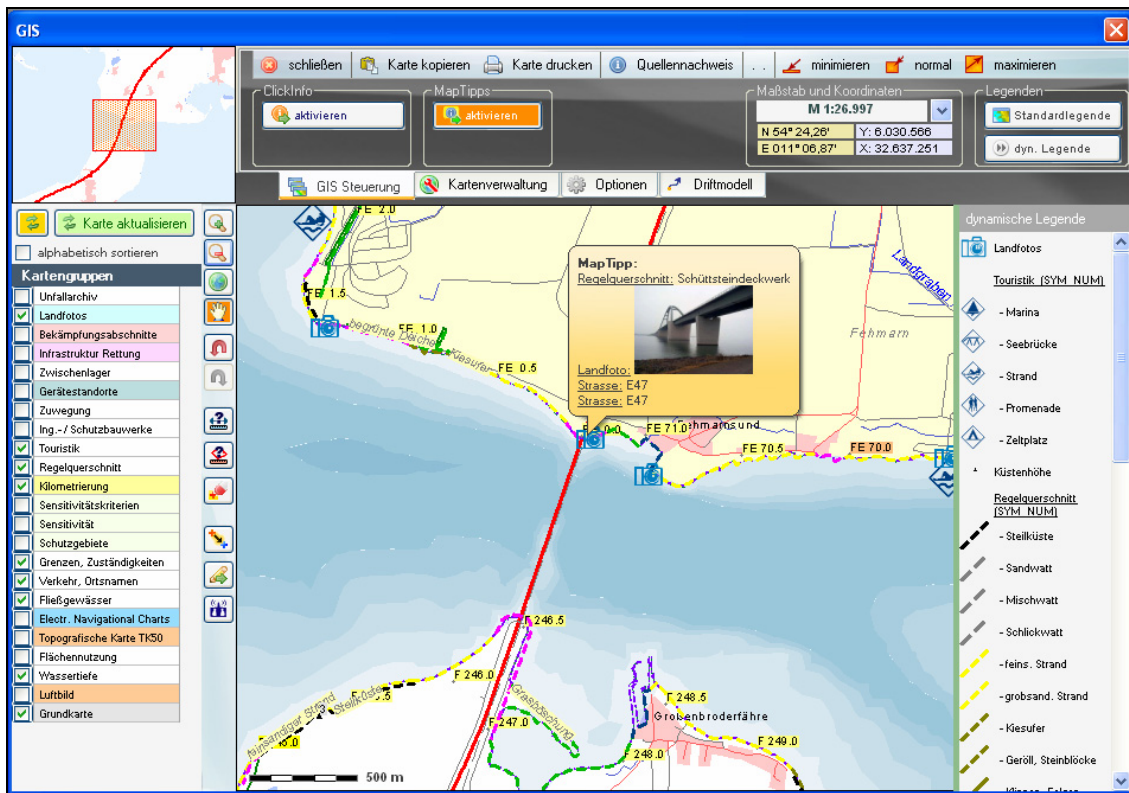 GIS
schließen
Karte kopieren
Karte drucken
Quellennachweis
. .
minimieren
normal
maximieren
ClickInfo
aktivieren
MapTipps
aktivieren
Maßstab und Koordinaten
M 1:26.997
N 54° 24,26'
Y: 6.030.566
E 011° 06,87'
X: 32.637.251
Legenden
Standardlegende
dyn. Legende
GIS Steuerung
Kartenverwaltung
Optionen
Driftmodell
Karte aktualisieren
alphabetisch sortieren
Kartengruppen
Unfallarchiv
Landfotos
Bekämpfungsabschnitte
Infrastruktur Rettung
Zwischenlager
Gerätestandorte
Zuwegung
Ing.-/ Schutzbauwerke
Touristik
Regelquerschnitt
Kilometrierung
Sensitivitätskriterien
Sensitivität
Schutzgebiete
Grenzen, Zuständigkeiten
Verkehr, Ortsnamen
Fließgewässer
Electr. Navigational Charts
Topografische Karte TK50
Flächennutzung
Wassertiefe
Luftbild
Grundkarte
FE 2.0
FE 1.5
begrünte Deiche
FE 1.0
Kiesufer
FE 0.5
MapTipp:
Regelquerschnitt: Schüttsteindeckwerk
Landfoto:
Strasse: E47
Strasse: E47
Landgraben
Fehmarn
FE 71.0
FE 70.5
FE 70.0
F 246.5
F 246.0
Steilküste
feinsandiger Strand
Grasböschung
F 247.0
F 248.5
Großenbroderfähre
F 248.0
F 249.0
500 m
dynamische Legende
Landfotos
Touristik (SYM_NUM)
- Marina
- Seebrücke
- Strand
- Promenade
- Zeltplatz
Küstenhöhe
Regelquerschnitt
(SYM_NUM)
- Steilküste
- Sandwatt
- Mischwatt
- Schlickwatt
-feins. Strand
-grobsand. Strand
- Kiesufer
- Geröll, Steinblöcke